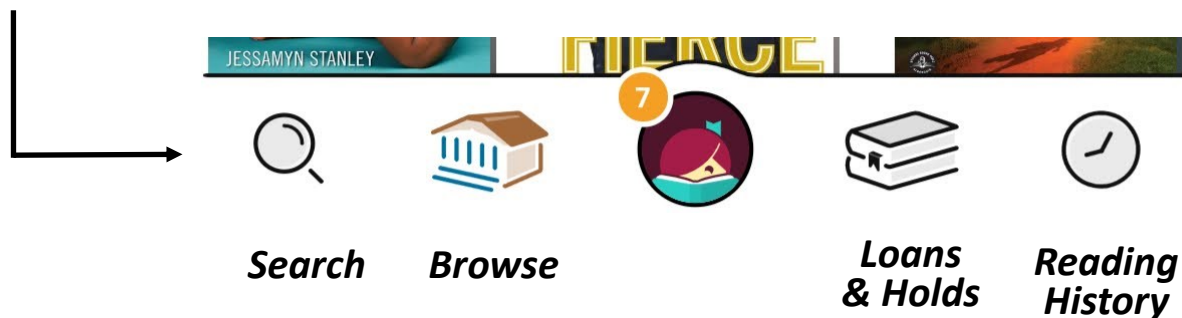 JESSAMYN STANLEY
FIERCE
7
Search
Browse
Loans
& Holds
Reading
History